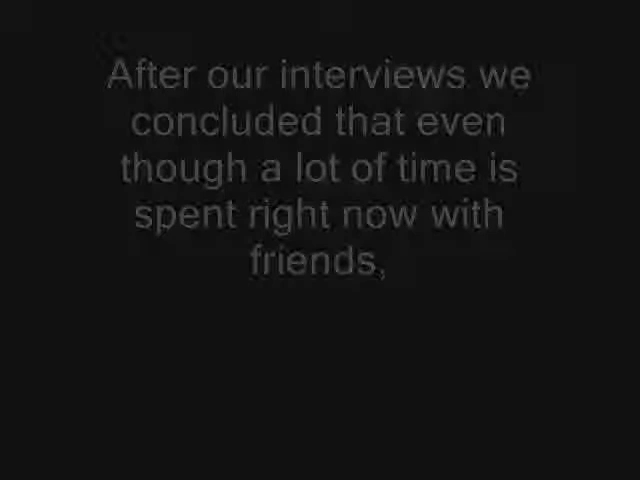 After our interviews we
concluded that even
though a lot of time is
spent right now with
friends,